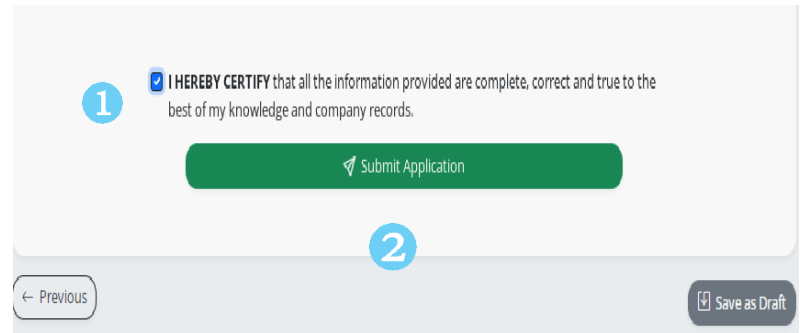 I HEREBY CERTIFY that all the information provided are complete, correct and true to the
1
best of my knowledge and company records.
Submit Application
2
← Previous
Save as Draft